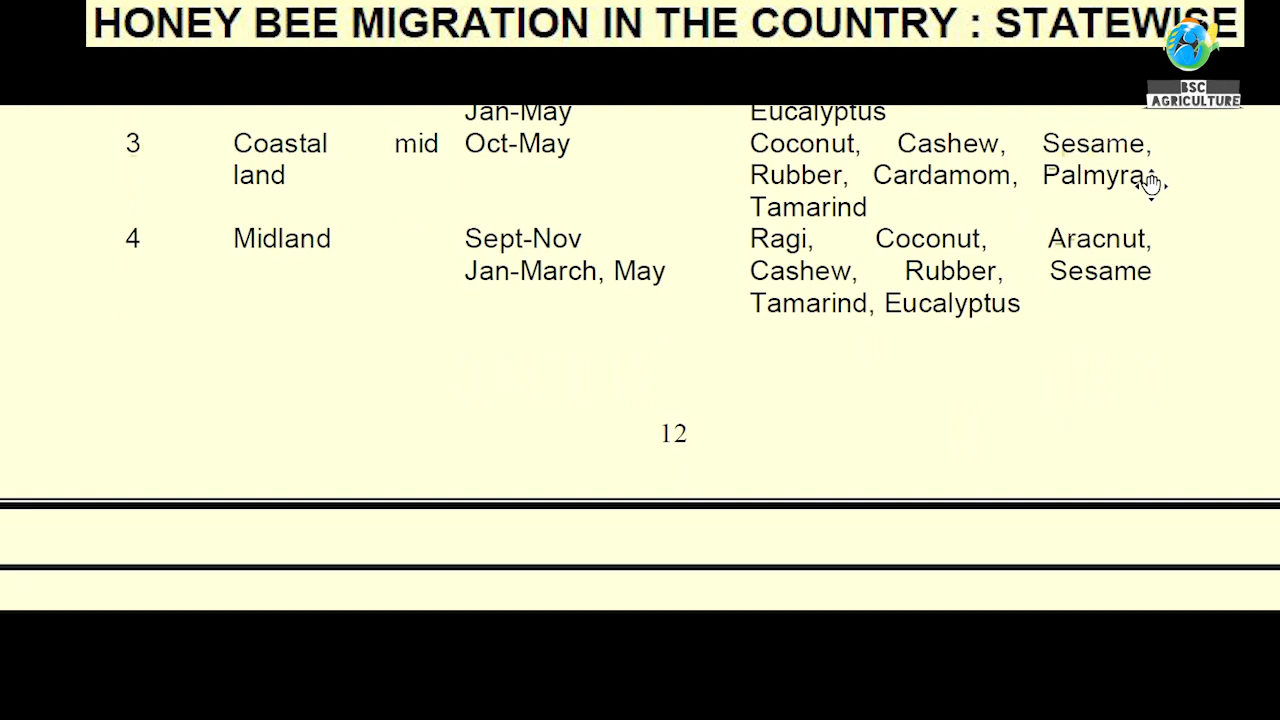 HONEY BEE MIGRATION IN THE COUNTRY : STATEWISE
BSC
AGRICULTURE
Jan-May Eucalyptus
3 Coastal mid Oct-May Coconut, Cashew, Sesame,
land Rubber, Cardamom, Palmyra,
Tamarind
4 Midland Sept-Nov Ragi, Coconut, Aracnut,
Jan-March, May Cashew, Rubber, Sesame
Tamarind, Eucalyptus
12